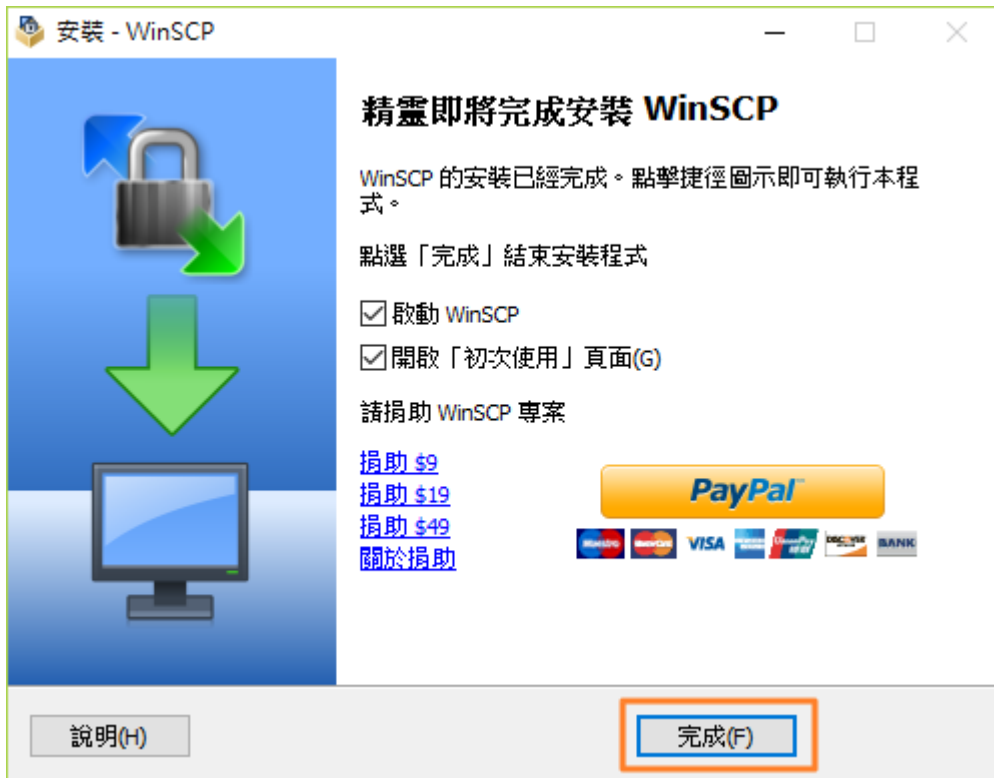 安裝 - WinSCP
精靈即將完成安裝 WinSCP
WinSCP 的安裝已經完成。點擊捷徑圖示即可執行本程
式。
點選「完成」結束安裝程式
啟動 WinSCP
開啟「初次使用」頁面(G)
請捐助 WinSCP 專案
捐助 $9
捐助 $19
捐助 $49
關於捐助
PayPal
VISA
BANK
說明(H)
完成(F)